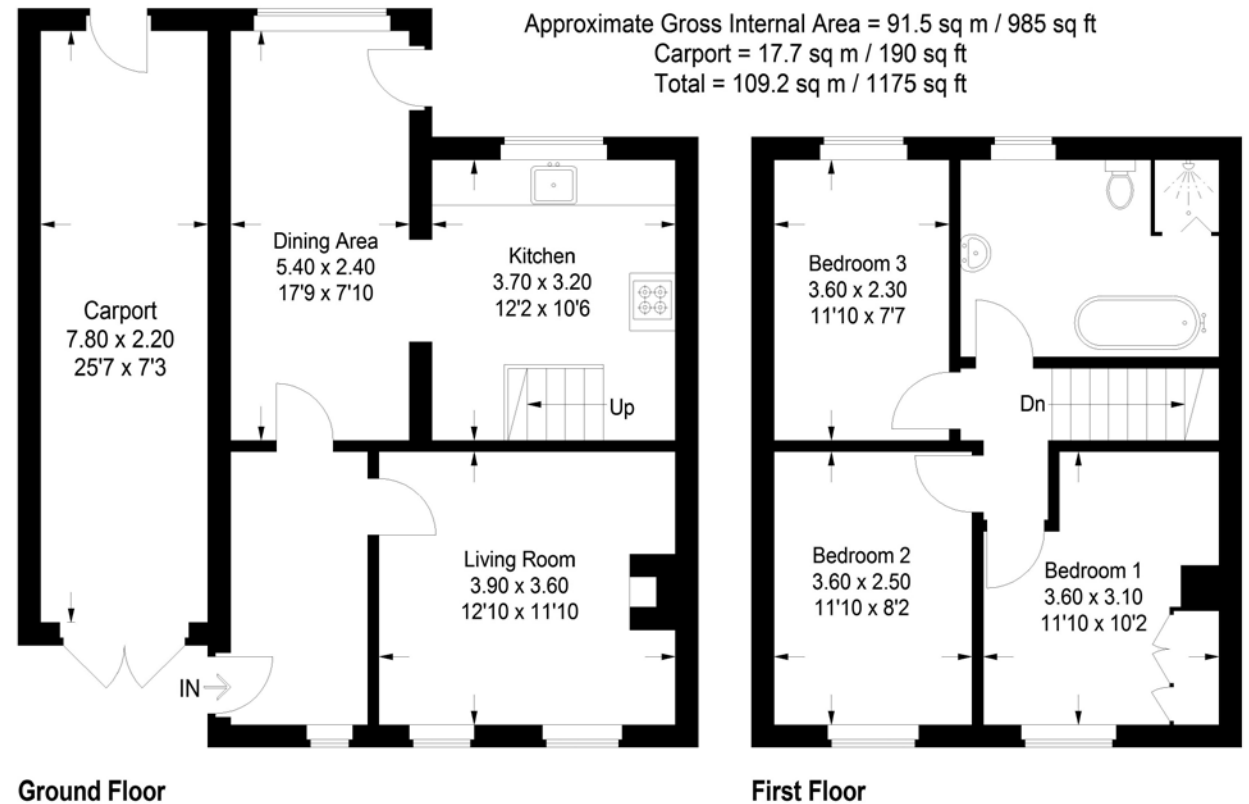 Approximate Gross Internal Area = 91.5 sq m / 985 sq ft
Carport = 17.7 sq m / 190 sq ft
Total = 109.2 sq m / 1175 sq ft
Carport
7.80 x 2.20
25'7 x 7'3
Dining Area
5.40 x 2.40
17'9 x 7'10
Kitchen
3.70 x 3.20
12'2 x 10'6
Up
Living Room
3.90 x 3.60
12'10 x 11'10
IN
Ground Floor
Bedroom 3
3.60 x 2.30
11'10 x 7'7
Dn
Bedroom 2
3.60 x 2.50
11'10 x 8'2
Bedroom 1
3.60 x 3.10
11'10 x 10'2
First Floor